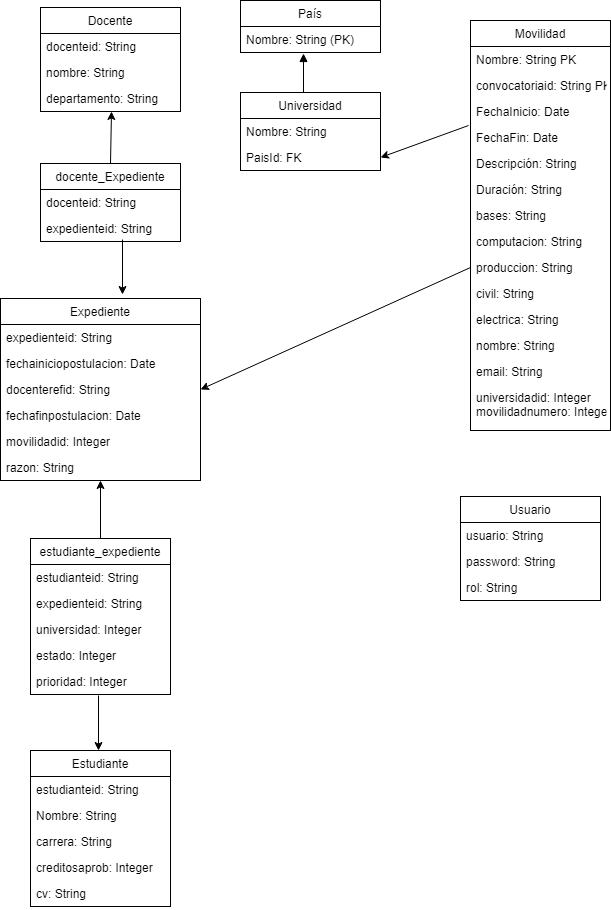 Docente
docenteid: String
nombre: String
departamento: String
País
Nombre: String (PK)
Universidad
Nombre: String
PaisId: FK
Movilidad
Nombre: String PK
convocatoriaid: String PK
FechaInicio: Date
FechaFin: Date
Descripción: String
Duración: String
bases: String
computacion: String
produccion: String
civil: String
electrica: String
nombre: String
email: String
universidadid: Integer
movilidadnumero: Intege
docente_Expediente
docenteid: String
expedienteid: String
Expediente
expedienteid: String
fechainiciopostulacion: Date
docenterefid: String
fechafinpostulacion: Date
movilidadid: Integer
razon: String
estudiante_expediente
estudianteid: String
expedienteid: String
universidad: Integer
estado: Integer
prioridad: Integer
Usuario
usuario: String
password: String
rol: String
Estudiante
estudianteid: String
Nombre: String
carrera: String
creditosaprob: Integer
cv: String